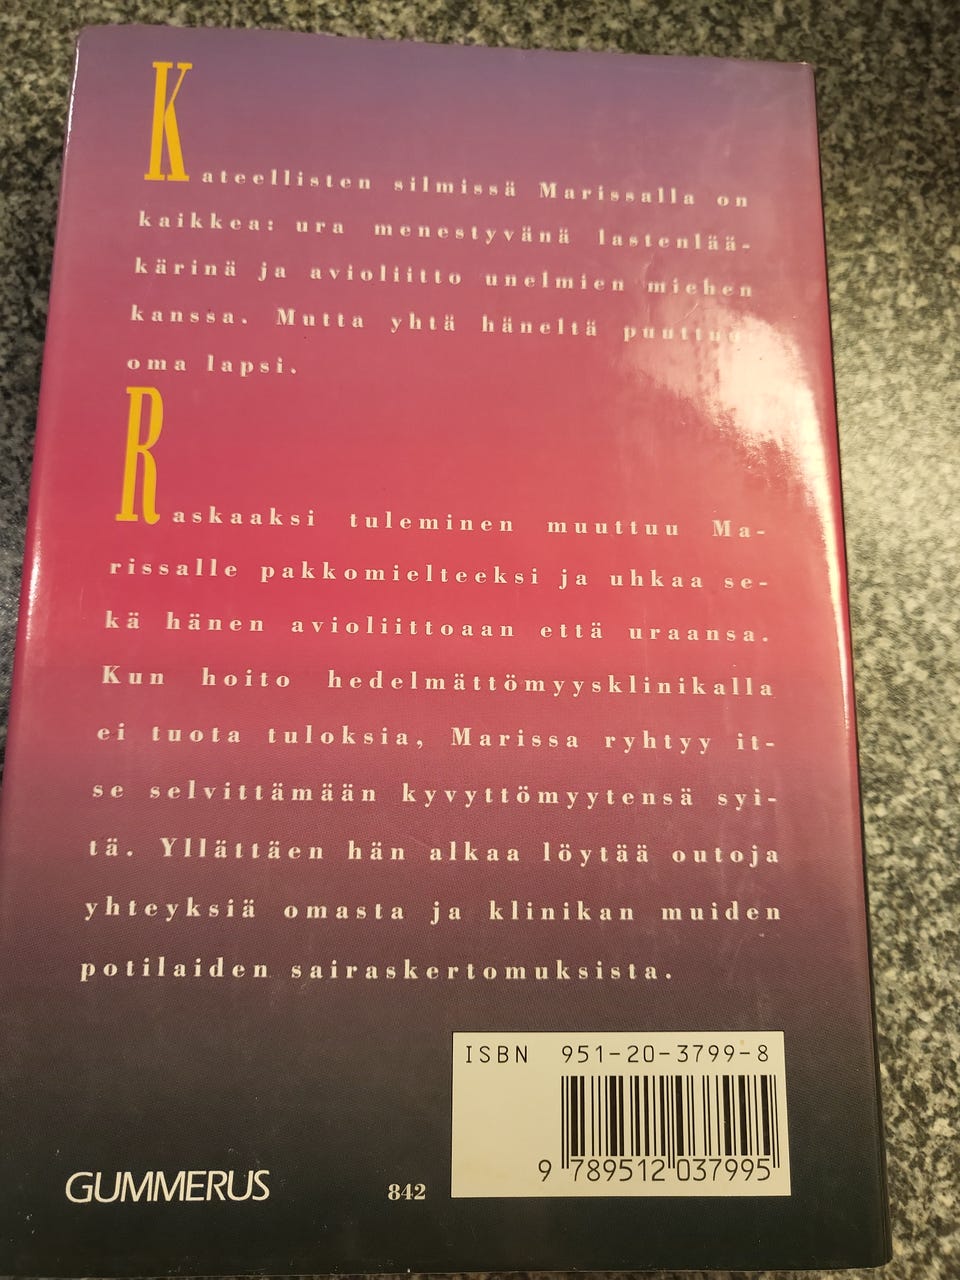 Kateellisten silmissä Marissalla on
kaikkea: ura menestyvänä lastenlää-
kärinä ja avioliitto unelmien miehen
kanssa. Mutta yhtä häneltä puuttuu:
oma lapsi.
Raskaaksi tuleminen muuttuu Ma-
rissalle pakkomielteeksi ja uhkaa se-
kä hänen avioliittoaan että uraansa.
Kun hoito hedelmättömyysklinikalla
ei tuota tuloksia, Marissa ryhtyy it-
se selvittämään kyvyttömyytensä syi-
tä. Yllättäen hän alkaa löytää outoja
yhteyksiä omasta ja klinikan muiden
potilaiden sairaskertomuksista.
ISBN 951-20-3799-8
9 789512 037995
GUMMERUS
842